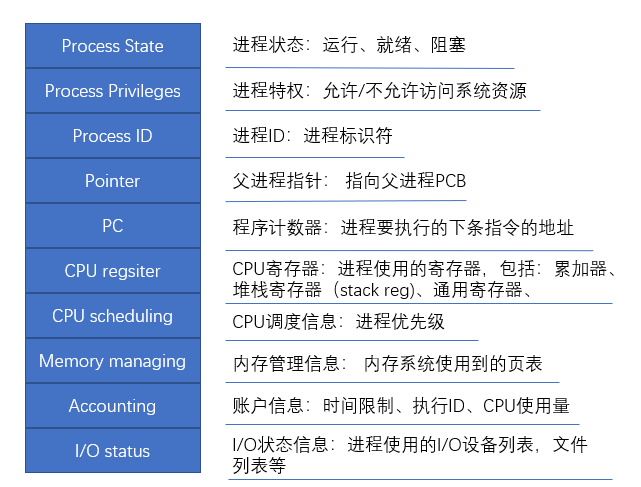 Process State
进程状态：运行、就绪、阻塞
Process Privileges
进程特权：允许/不允许访问系统资源
Process ID
进程ID：进程标识符
Pointer
父进程指针： 指向父进程PCB
PC
程序计数器：进程要执行的下条指令的地址
CPU regsiter
CPU寄存器：进程使用的寄存器，包括：累加器、
堆栈寄存器（stack reg)、通用寄存器、
CPU scheduling
CPU调度信息：进程优先级
Memory managing
内存管理信息： 内存系统使用到的页表
Accounting
账户信息：时间限制、执行ID、CPU使用量
I/O status
I/O状态信息：进程使用的I/O设备列表，文件
列表等